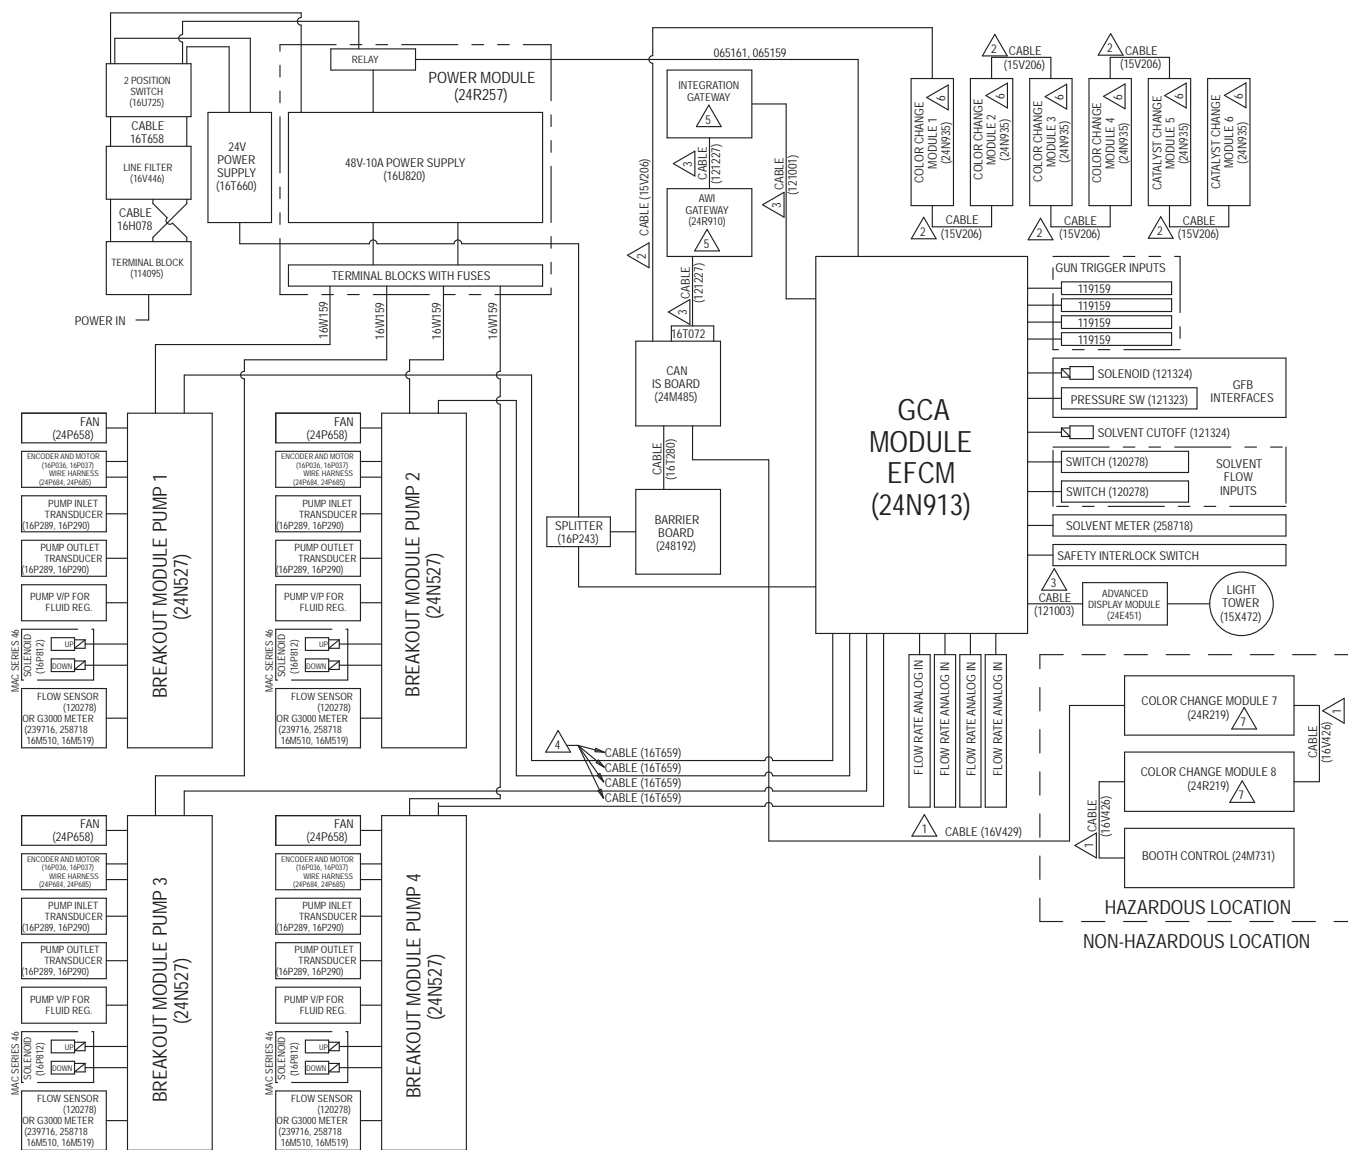 2 POSITION
SWITCH
(16U725)
CABLE
16T658
LINE FILTER
(16V446)
CABLE
16H078
TERMINAL BLOCK
(114095)
POWER IN
24V
POWER
SUPPLY
(16T660)
RELAY
POWER MODULE
(24R257)
48V-10A POWER SUPPLY
(16U820)
TERMINAL BLOCKS WITH FUSES
16W159
16W159
16W159
16W159
065161, 065159
INTEGRATION
GATEWAY
5
3
CABLE
(121227)
AWI
GATEWAY
(24R910)
5
3
CABLE
(121227)
CABLE (15V206)
2
3
CABLE
(121001)
16T072
CAN
IS BOARD
(24M485)
CABLE
(16T280)
SPLITTER
(16P243)
BARRIER
BOARD
(248192)
2
CABLE
(15V206)
2
CABLE
(15V206)
COLOR CHANGE
MODULE 1
(24N935)
6
COLOR CHANGE
MODULE 2
(24N935)
6
COLOR CHANGE
MODULE 3
(24N935)
6
COLOR CHANGE
MODULE 4
(24N935)
6
CATALYST CHANGE
MODULE 5
(24N935)
6
CATALYST CHANGE
MODULE 6
(24N935)
6
2
CABLE
(15V206)
2
CABLE
(15V206)
2
CABLE
(15V206)
GCA
MODULE
EFCM
(24N913)
GUN TRIGGER INPUTS
119159
119159
119159
119159
SOLENOID (121324)
PRESSURE SW (121323)
GFB
INTERFACES
SOLVENT CUTOFF (121324)
SWITCH (120278)
SWITCH (120278)
SOLVENT
FLOW
INPUTS
SOLVENT METER (258718)
SAFETY INTERLOCK SWITCH
3
CABLE
(121003)
ADVANCED
DISPLAY MODULE
(24E451)
LIGHT
TOWER
(15X472)
FLOW RATE ANALOG IN
FLOW RATE ANALOG IN
FLOW RATE ANALOG IN
FLOW RATE ANALOG IN
4
CABLE (16T659)
CABLE (16T659)
CABLE (16T659)
CABLE (16T659)
1
CABLE (16V429)
COLOR CHANGE MODULE 7
(24R219)
7
1
CABLE
(16V426)
COLOR CHANGE MODULE 8
(24R219)
7
1
CABLE
(16V426)
BOOTH CONTROL (24M731)
HAZARDOUS LOCATION
NON-HAZARDOUS LOCATION
FAN
(24P658)
ENCODER AND MOTOR
(16P036, 16P037)
WIRE HARNESS
(24P684, 24P685)
PUMP INLET
TRANSDUCER
(16P289, 16P290)
PUMP OUTLET
TRANSDUCER
(16P289, 16P290)
PUMP V/P FOR
FLUID REG.
MAC SERIES 46
SOLENOID
(16P812)
UP
DOWN
FLOW SENSOR
(120278)
OR G3000 METER
(239716, 258718
16M510, 16M519)
BREAKOUT MODULE PUMP 1
(24N527)
FAN
(24P658)
ENCODER AND MOTOR
(16P036, 16P037)
WIRE HARNESS
(24P684, 24P685)
PUMP INLET
TRANSDUCER
(16P289, 16P290)
PUMP OUTLET
TRANSDUCER
(16P289, 16P290)
PUMP V/P FOR
FLUID REG.
MAC SERIES 46
SOLENOID
(16P812)
UP
DOWN
FLOW SENSOR
(120278)
OR G3000 METER
(239716, 258718
16M510, 16M519)
BREAKOUT MODULE PUMP 2
(24N527)
FAN
(24P658)
ENCODER AND MOTOR
(16P036, 16P037)
WIRE HARNESS
(24P684, 24P685)
PUMP INLET
TRANSDUCER
(16P289, 16P290)
PUMP OUTLET
TRANSDUCER
(16P289, 16P290)
PUMP V/P FOR
FLUID REG.
MAC SERIES 46
SOLENOID
(16P812)
UP
DOWN
FLOW SENSOR
(120278)
OR G3000 METER
(239716, 258718
16M510, 16M519)
BREAKOUT MODULE PUMP 3
(24N527)
FAN
(24P658)
ENCODER AND MOTOR
(16P036, 16P037)
WIRE HARNESS
(24P684, 24P685)
PUMP INLET
TRANSDUCER
(16P289, 16P290)
PUMP OUTLET
TRANSDUCER
(16P289, 16P290)
PUMP V/P FOR
FLUID REG.
MAC SERIES 46
SOLENOID
(16P812)
UP
DOWN
FLOW SENSOR
(120278)
OR G3000 METER
(239716, 258718
16M510, 16M519)
BREAKOUT MODULE PUMP 4
(24N527)